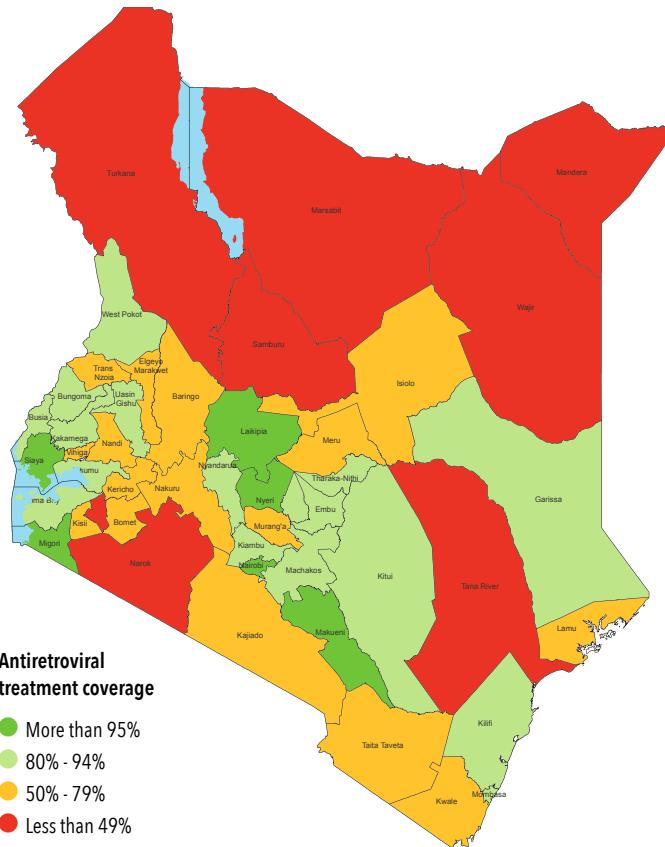 Turkana
Mandera
Marsabit
Wajir
West Pokot
Samburu
Trans
Nzoia
Elgeyo
Marakwet
Isiolo
Baringo
Bungoma
Uasin
Gishu
Busia
Laikipia
Kakamega
Meru
Nandi
Vihiga
Siaya
Nyandarua
umu
Tharaka-Nithi
Kericho
Nakuru
Nyeri
Garissa
Embu
Kisii
Bomet
Murang'a
Migori
Kiambu
Nairobi
Narok
Machakos
Kitui
Tana River
Makueni
Kajiado
Lamu
Antiretroviral
treatment coverage
More than 95%
80% - 94%
50% - 79%
Less than 49%
Kilifi
Taita Taveta
Mombasa
Kwale